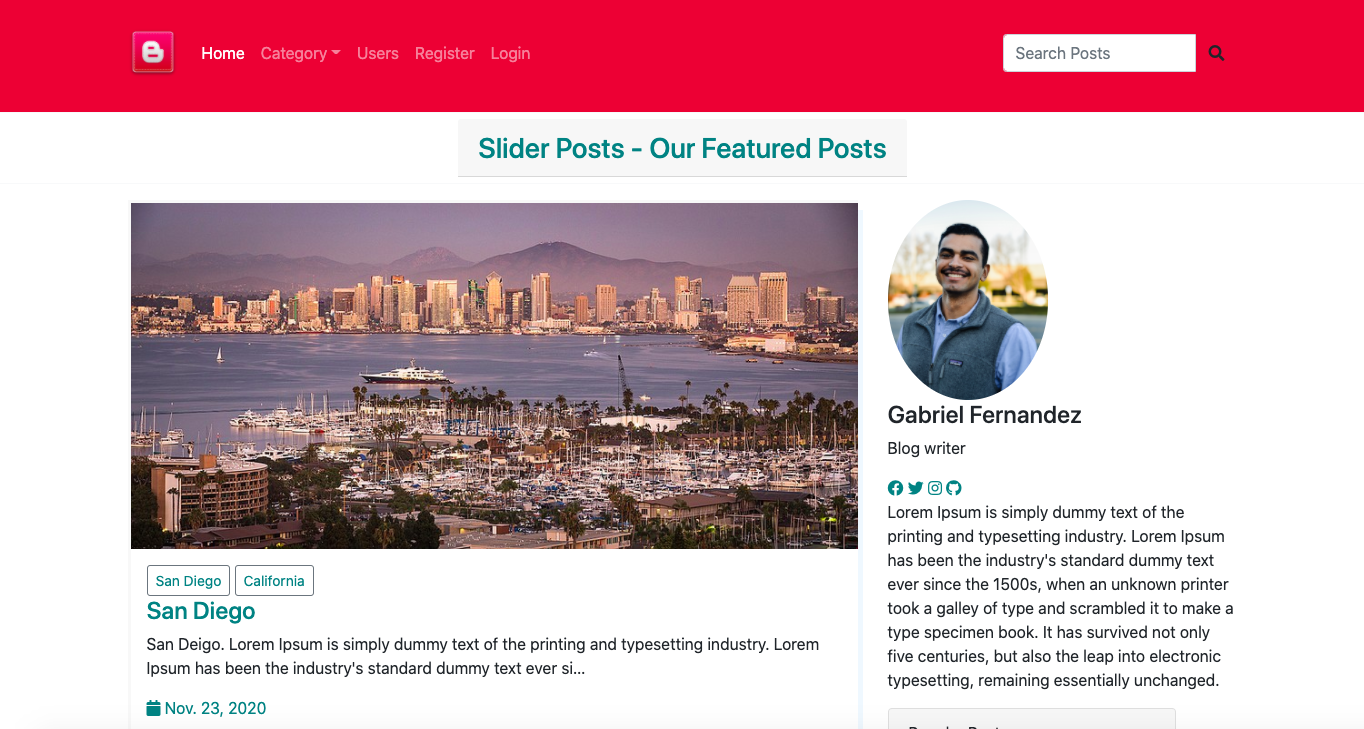 B
Home Category Users Register Login
Search Posts
Slider Posts - Our Featured Posts
San Diego California
San Diego
San Deigo. Lorem Ipsum is simply dummy text of the printing and typesetting industry. Lorem
Ipsum has been the industry's standard dummy text ever si...
Nov. 23, 2020
Gabriel Fernandez
Blog writer
Lorem Ipsum is simply dummy text of the
printing and typesetting industry. Lorem Ipsum
has been the industry's standard dummy text
ever since the 1500s, when an unknown printer
took a galley of type and scrambled it to make a
type specimen book. It has survived not only
five centuries, but also the leap into electronic
typesetting, remaining essentially unchanged.